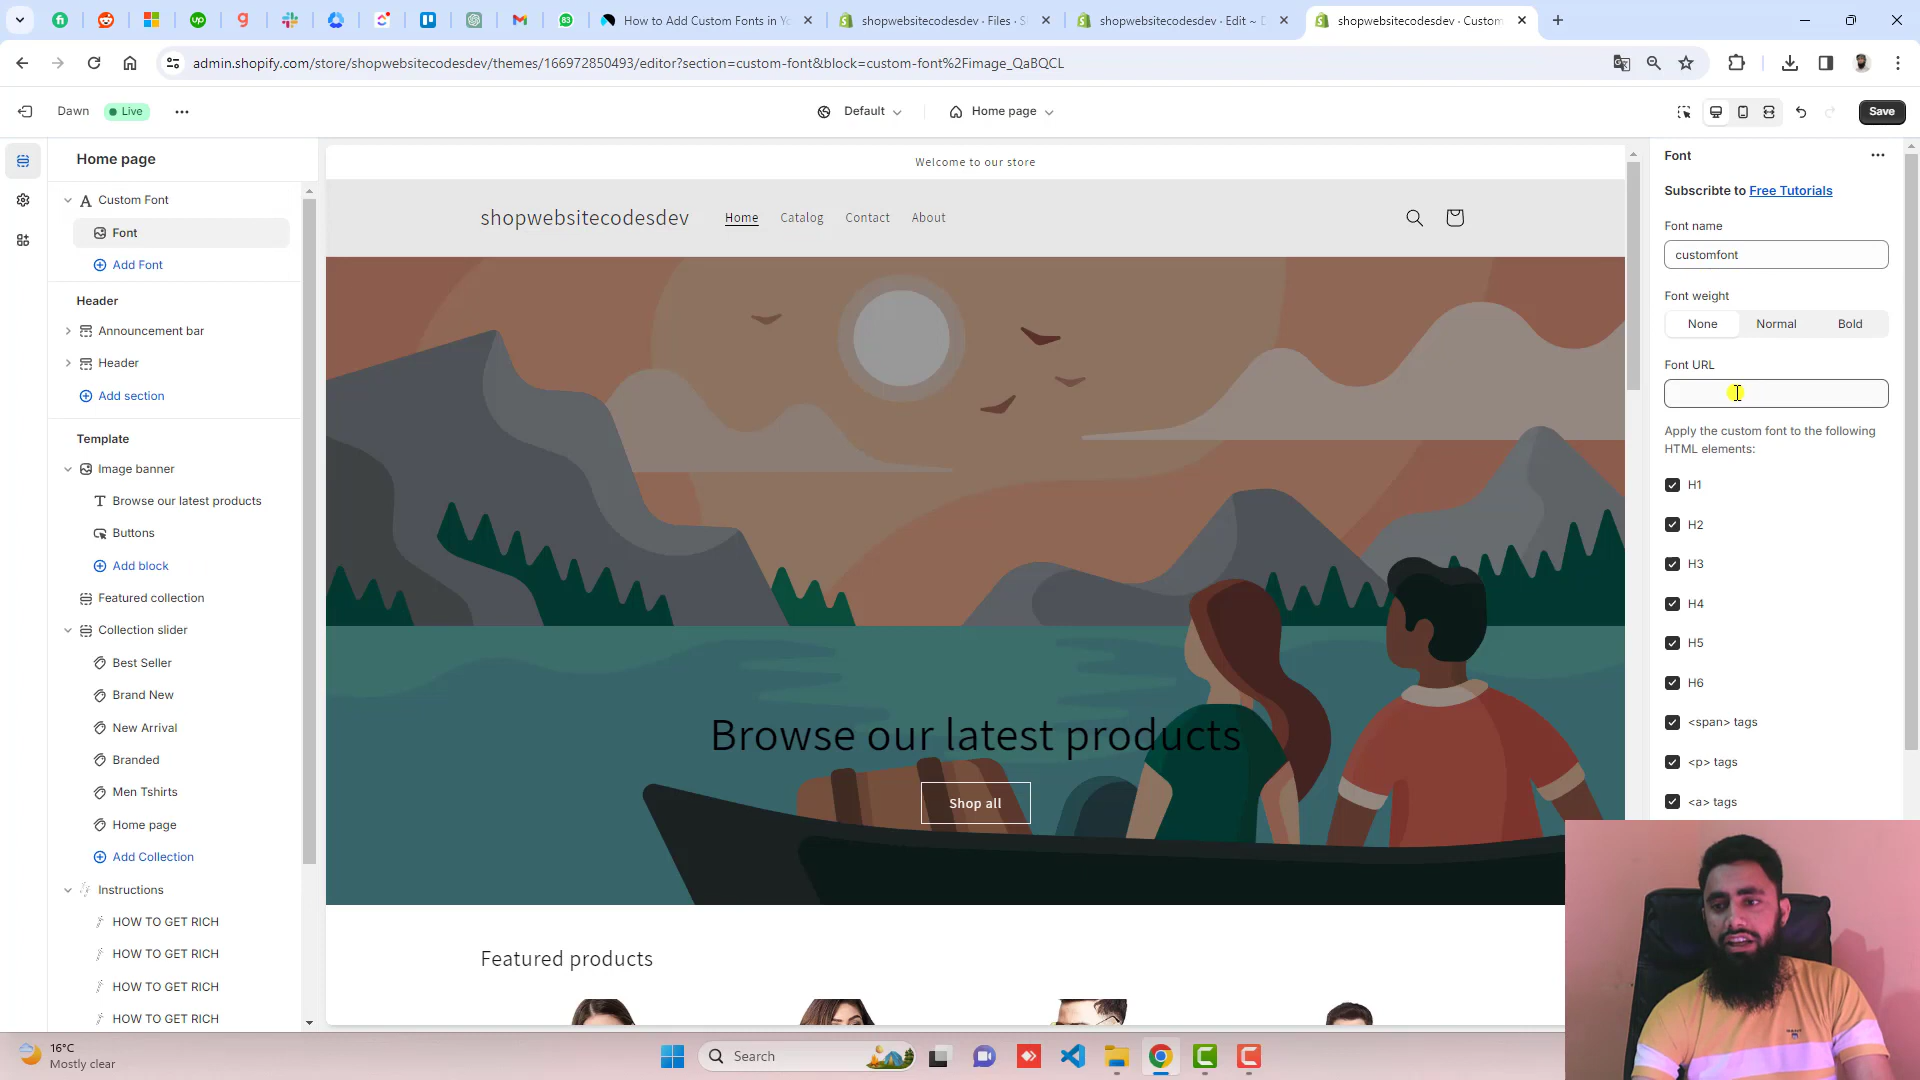 How to Add Custom Fonts in Yo
shopwebsitecodesdev · Files · S
shopwebsitecodesdev · Edit ~ D
shopwebsitecodesdev · Custom
admin.shopify.com/store/shopwebsitecodesdev/themes/166972850493/editor?section=custom-font&block=custom-font%2Fimage_QaBQCL
Dawn
Live
Default
Home page
Save
Home page
Custom Font
Font
Add Font
Header
Announcement bar
Header
Add section
Template
Image banner
Browse our latest products
Buttons
Add block
Featured collection
Collection slider
Best Seller
Brand New
New Arrival
Branded
Men Tshirts
Home page
Add Collection
Instructions
HOW TO GET RICH
HOW TO GET RICH
HOW TO GET RICH
HOW TO GET RICH
Welcome to our store
shopwebsitecodesdev
Home
Catalog
Contact
About
Browse our latest products
Shop all
Featured products
Font
Subscribte to Free Tutorials
Font name
customfont
Font weight
None
Normal
Bold
Font URL
Apply the custom font to the following
HTML elements:
H1
H2
H3
H4
H5
H6
<span> tags
<p> tags
<a> tags
16°C
Mostly clear
Search